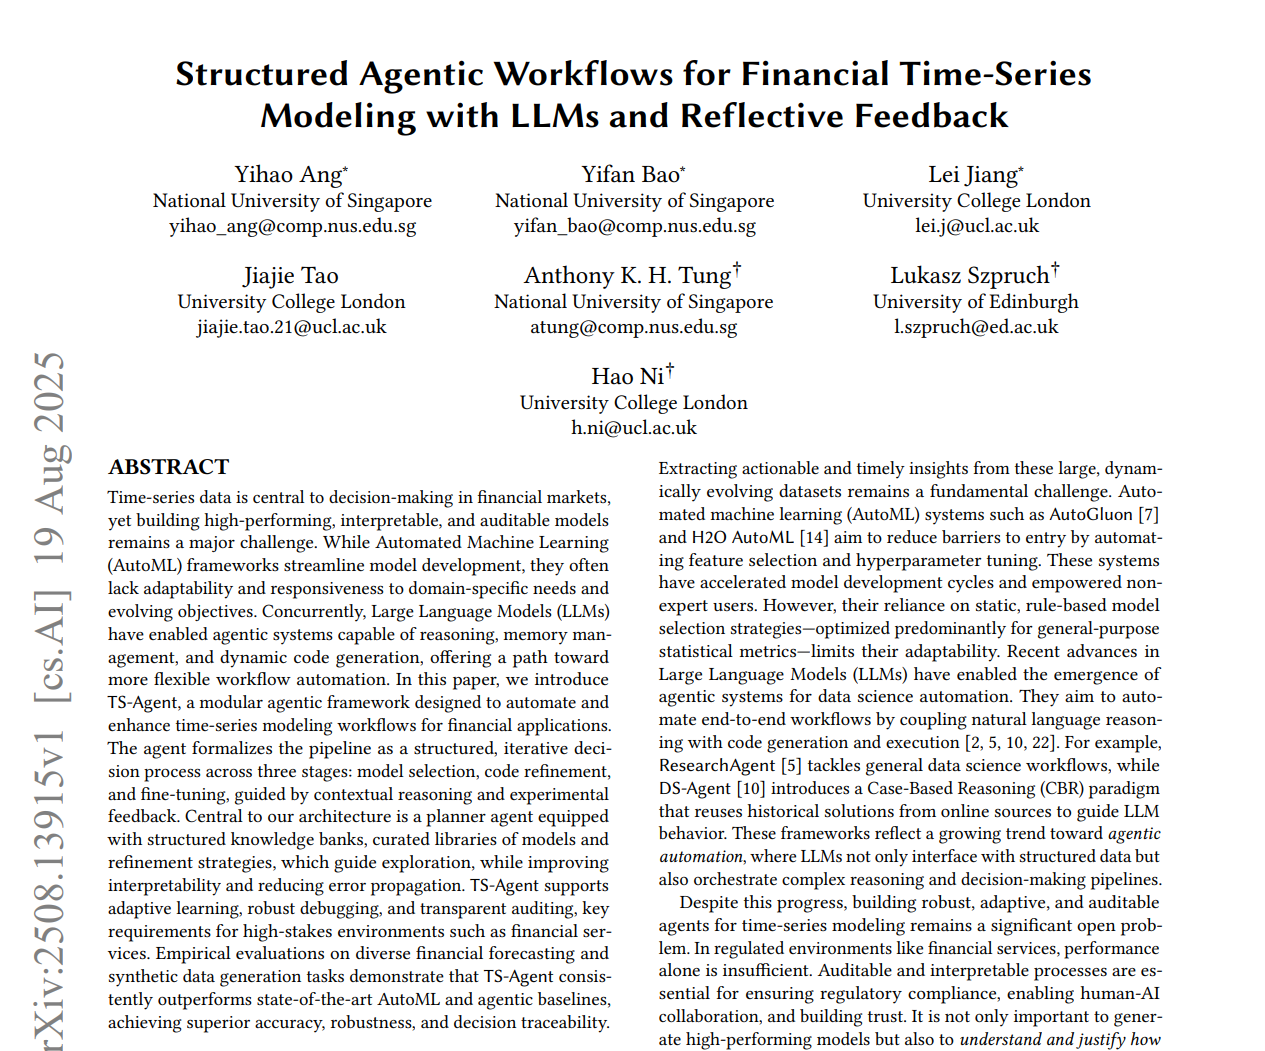 Structured Agentic Workflows for Financial Time-Series
Modeling with LLMs and Reflective Feedback
Yihao Ang*
National University of Singapore
yihao_ang@comp.nus.edu.sg
Yifan Bao*
National University of Singapore
yifan_bao@comp.nus.edu.sg
Lei Jiang*
University College London
lei.j@ucl.ac.uk
Jiajie Tao
University College London
jiajie.tao.21@ucl.ac.uk
Anthony K. H. Tung†
National University of Singapore
atung@comp.nus.edu.sg
Lukasz Szpruch†
University of Edinburgh
l.szpruch@ed.ac.uk
Hao Ni†
University College London
h.ni@ucl.ac.uk
rXiv:2508.13915v1 [cs.AI] 19 Aug 2025
ABSTRACT
Time-series data is central to decision-making in financial markets,
yet building high-performing, interpretable, and auditable models
remains a major challenge. While Automated Machine Learning
(AutoML) frameworks streamline model development, they often
lack adaptability and responsiveness to domain-specific needs and
evolving objectives. Concurrently, Large Language Models (LLMs)
have enabled agentic systems capable of reasoning, memory man-
agement, and dynamic code generation, offering a path toward
more flexible workflow automation. In this paper, we introduce
TS-Agent, a modular agentic framework designed to automate and
enhance time-series modeling workflows for financial applications.
The agent formalizes the pipeline as a structured, iterative deci-
sion process across three stages: model selection, code refinement,
and fine-tuning, guided by contextual reasoning and experimental
feedback. Central to our architecture is a planner agent equipped
with structured knowledge banks, curated libraries of models and
refinement strategies, which guide exploration, while improving
interpretability and reducing error propagation. TS-Agent supports
adaptive learning, robust debugging, and transparent auditing, key
requirements for high-stakes environments such as financial ser-
vices. Empirical evaluations on diverse financial forecasting and
synthetic data generation tasks demonstrate that TS-Agent consis-
tently outperforms state-of-the-art AutoML and agentic baselines,
achieving superior accuracy, robustness, and decision traceability.
Extracting actionable and timely insights from these large, dynam-
ically evolving datasets remains a fundamental challenge. Auto-
mated machine learning (AutoML) systems such as AutoGluon [7]
and H2O AutoML [14] aim to reduce barriers to entry by automat-
ing feature selection and hyperparameter tuning. These systems
have accelerated model development cycles and empowered non-
expert users. However, their reliance on static, rule-based model
selection strategies—optimized predominantly for general-purpose
statistical metrics—limits their adaptability. Recent advances in
Large Language Models (LLMs) have enabled the emergence of
agentic systems for data science automation. They aim to auto-
mate end-to-end workflows by coupling natural language reason-
ing with code generation and execution [2, 5, 10, 22]. For example,
ResearchAgent [5] tackles general data science workflows, while
DS-Agent [10] introduces a Case-Based Reasoning (CBR) paradigm
that reuses historical solutions from online sources to guide LLM
behavior. These frameworks reflect a growing trend toward agentic
automation, where LLMs not only interface with structured data but
also orchestrate complex reasoning and decision-making pipelines.
Despite this progress, building robust, adaptive, and auditable
agents for time-series modeling remains a significant open prob-
lem. In regulated environments like financial services, performance
alone is insufficient. Auditable and interpretable processes are es-
sential for ensuring regulatory compliance, enabling human-AI
collaboration, and building trust. It is not only important to gener-
ate high-performing models but also to understand and justify how